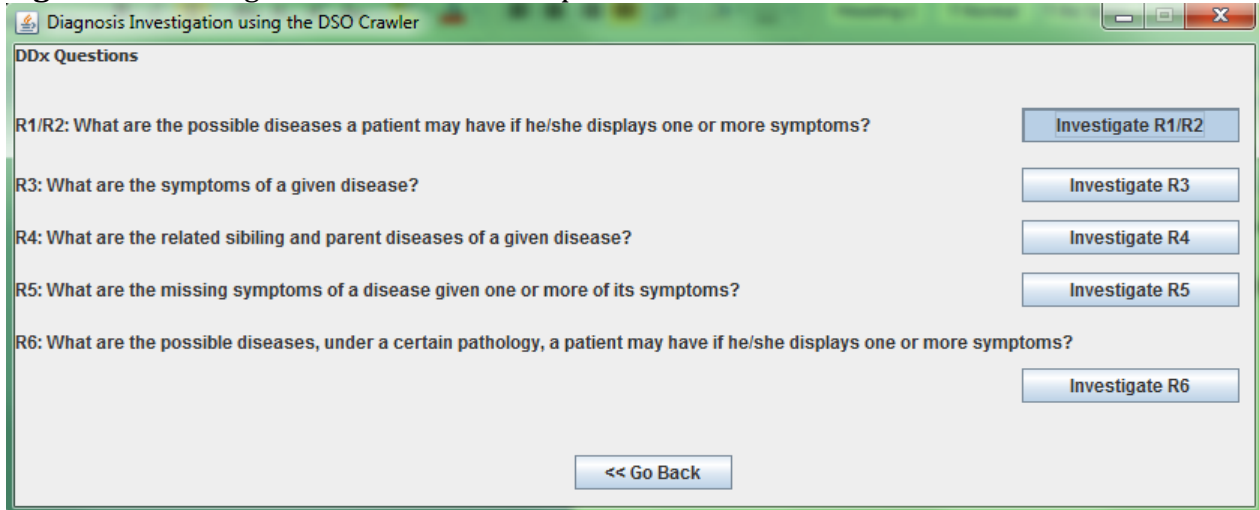 Diagnosis Investigation using the DSO Crawler
DDx Questions
R1/R2: What are the possible diseases a patient may have if he/she displays one or more symptoms?
Investigate R1/R2
R3: What are the symptoms of a given disease?
Investigate R3
R4: What are the related sibiling and parent diseases of a given disease?
Investigate R4
R5: What are the missing symptoms of a disease given one or more of its symptoms?
Investigate R5
R6: What are the possible diseases, under a certain pathology, a patient may have if he/she displays one or more symptoms?
Investigate R6
<< Go Back